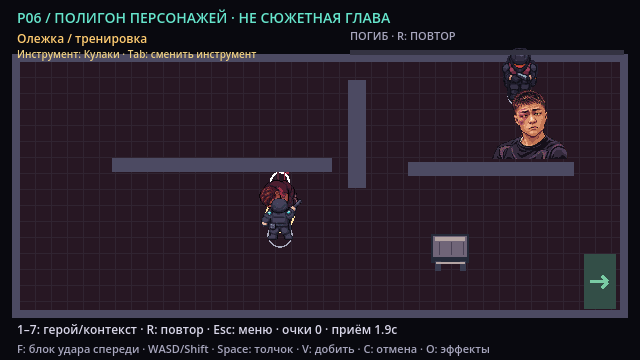 P06 / ПОЛИГОН ПЕРСОНАЖЕЙ · НЕ СЮЖЕТНАЯ ГЛАВА
Олежка / тренировка
ПОГИБ · R: ПОВТОР
Инструмент: Кулаки · Tab: сменить инструмент
1–7: герой/контекст · R: повтор · Esc: меню · очки 0 · приём 1.9с
F: блок удара спереди · WASD/Shift · Space: толчок · V: добить · C: отмена · O: эффекты